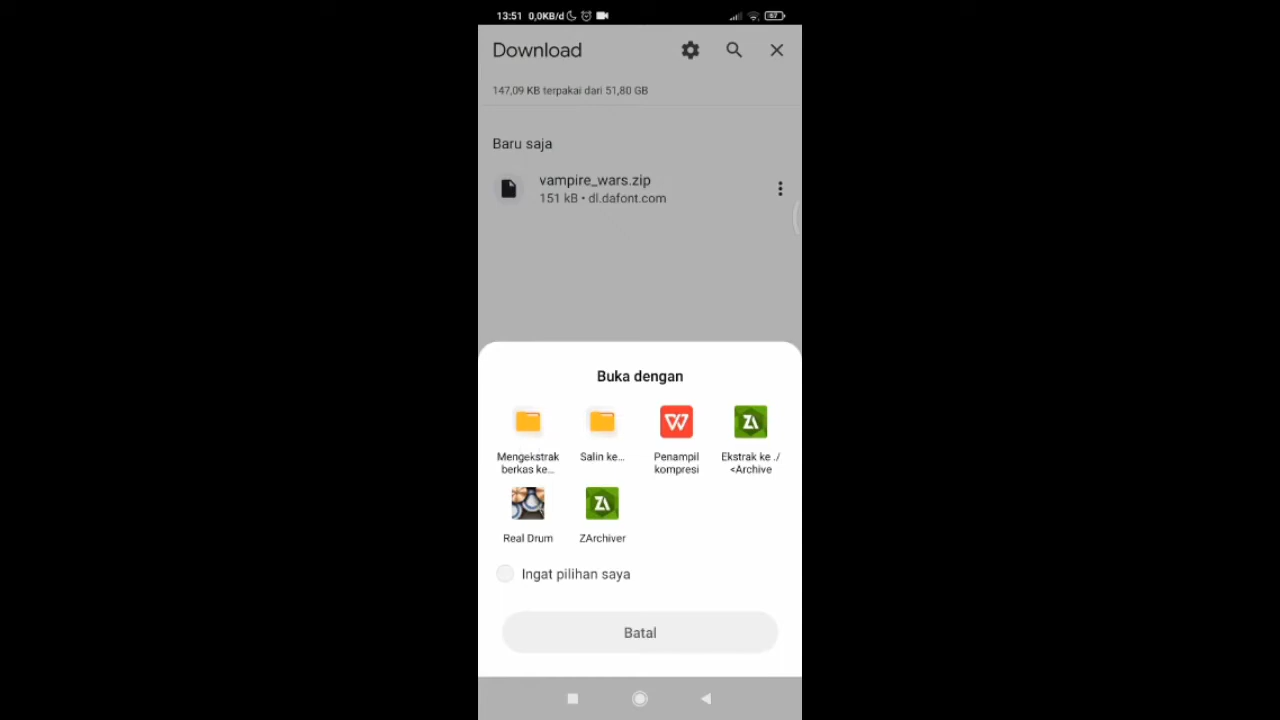 13:51 0,0KB/d 67
Download
147,09 KB terpakai dari 51,80 GB
Baru saja
vampire_wars.zip
151 kB • dl.dafont.com
Buka dengan
Mengekstrak berkas ke...
Salin ke...
Penampil kompresi
Ekstrak ke ./ <Archive
Real Drum
ZArchiver
Ingat pilihan saya
Batal